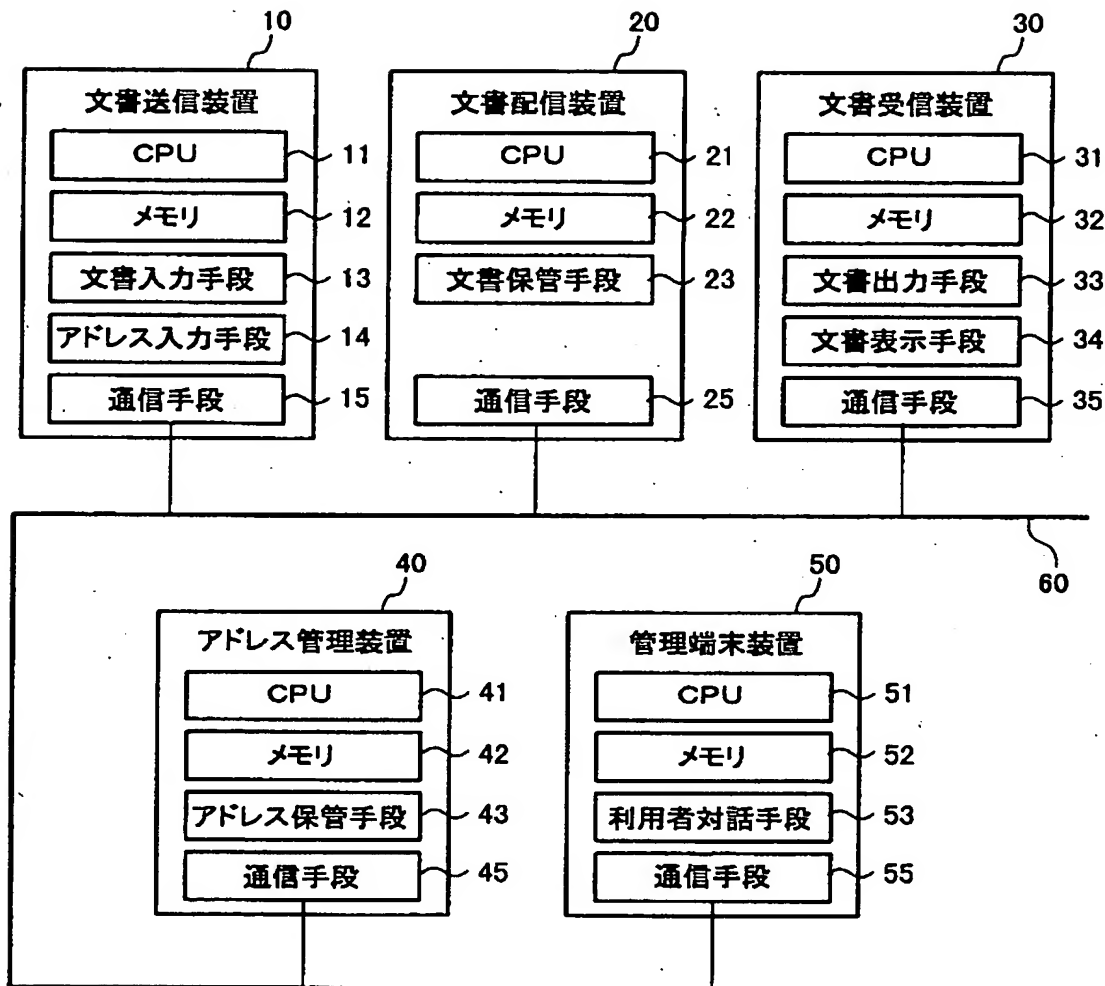 10
文書送信装置
CPU 11
メモリ 12
文書入力手段 13
アドレス入力手段 14
通信手段 15
20
文書配信装置
CPU 21
メモリ 22
文書保管手段 23
通信手段 25
30
文書受信装置
CPU 31
メモリ 32
文書出力手段 33
文書表示手段 34
通信手段 35
60
40
アドレス管理装置
CPU 41
メモリ 42
アドレス保管手段 43
通信手段 45
50
管理端末装置
CPU 51
メモリ 52
利用者対話手段 53
通信手段 55